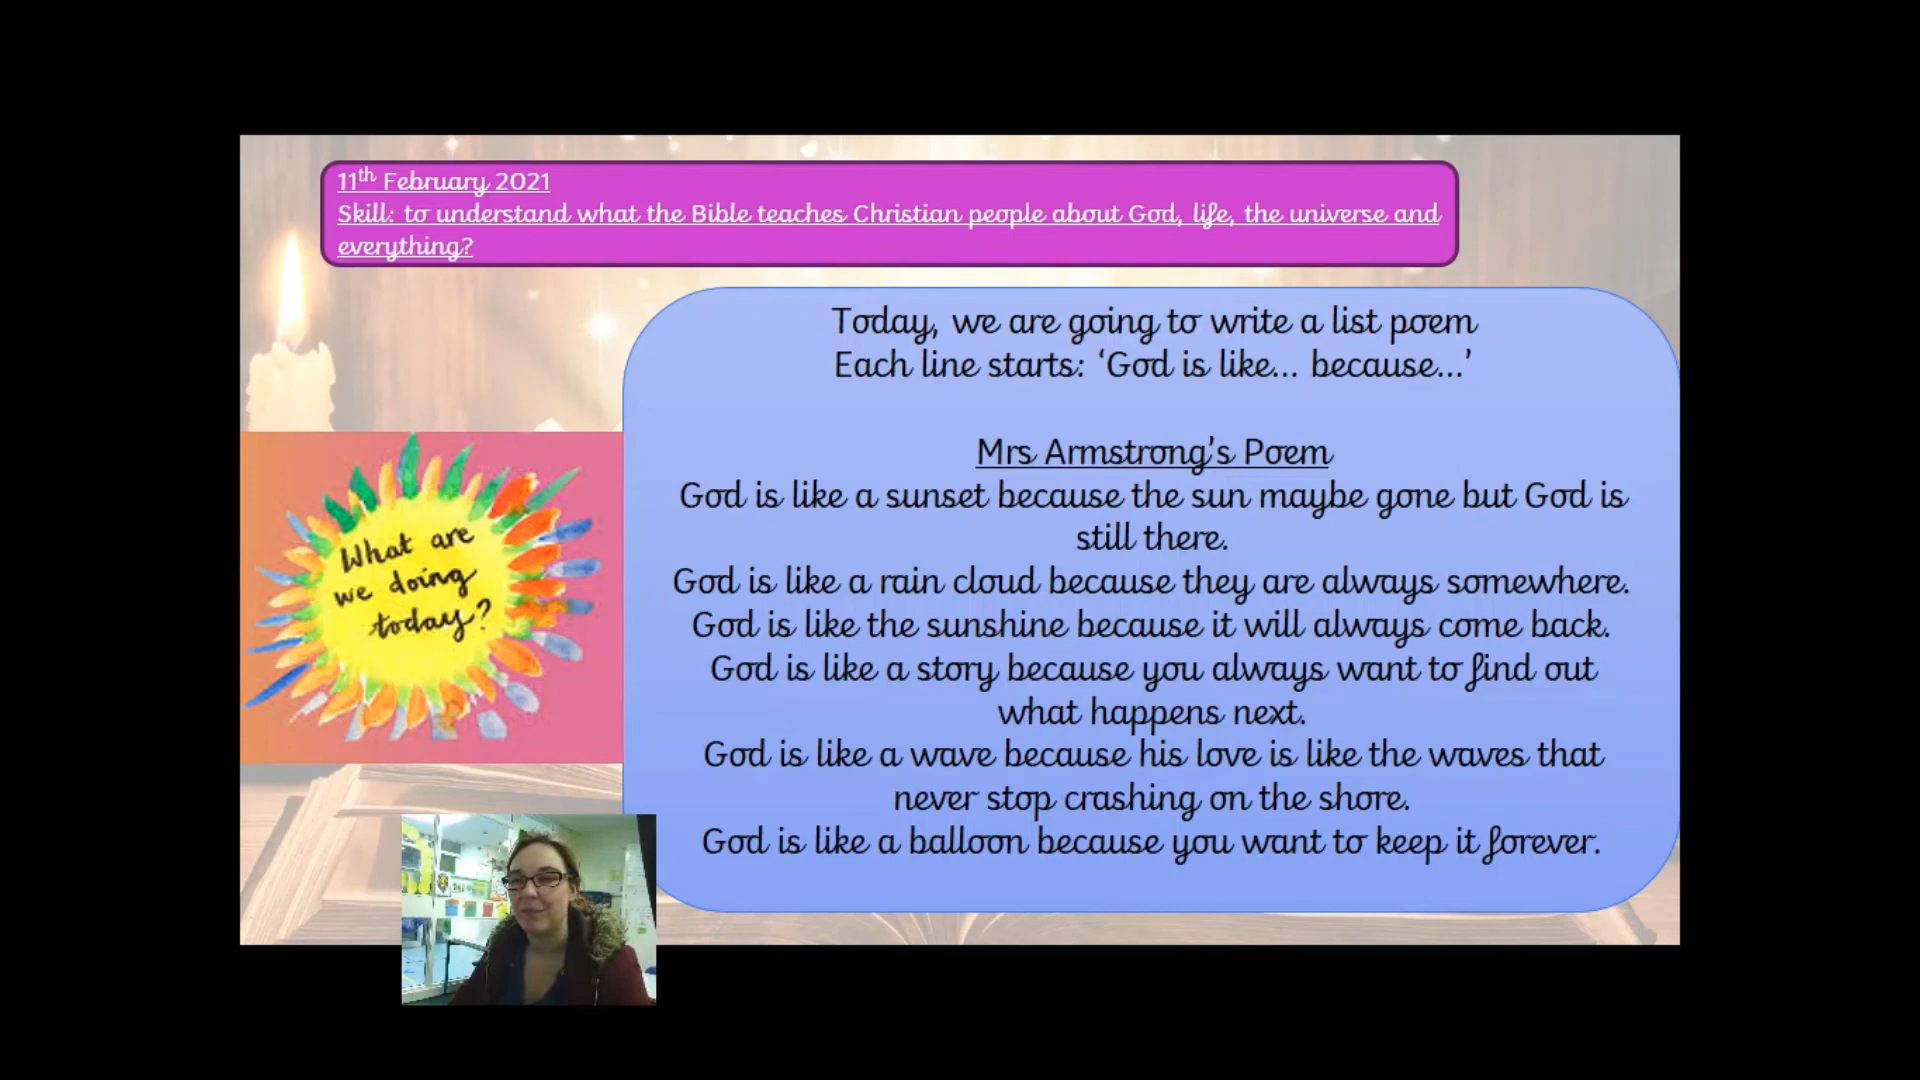 11th February 2021
Skill: to understand what the Bible teaches Christian people about God, life, the universe and
everything?
Today, we are going to write a list poem
Each line starts: ‘God is like... because...’
Mrs Armstrong’s Poem
God is like a sunset because the sun maybe gone but God is
still there.
God is like a rain cloud because they are always somewhere.
God is like the sunshine because it will always come back.
God is like a story because you always want to find out
what happens next.
God is like a wave because his love is like the waves that
never stop crashing on the shore.
God is like a balloon because you want to keep it forever.
What are
we doing
today?